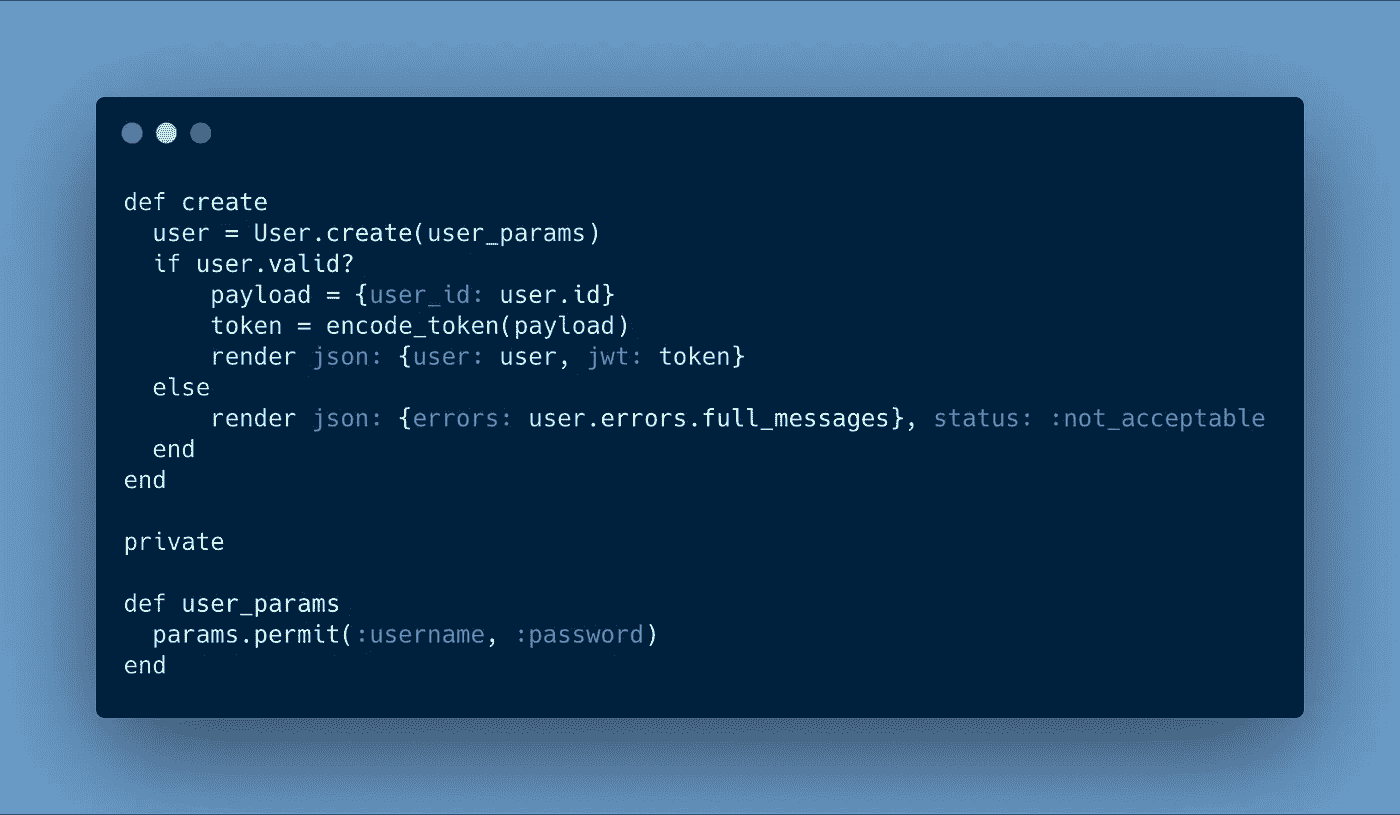 def create
  user = User.create(user_params)
  if user.valid?
      payload = {user_id: user.id}
      token = encode_token(payload)
      render json: {user: user, jwt: token}
  else
      render json: {errors: user.errors.full_messages}, status: :not_acceptable
  end
end

private

def user_params
  params.permit(:username, :password)
end